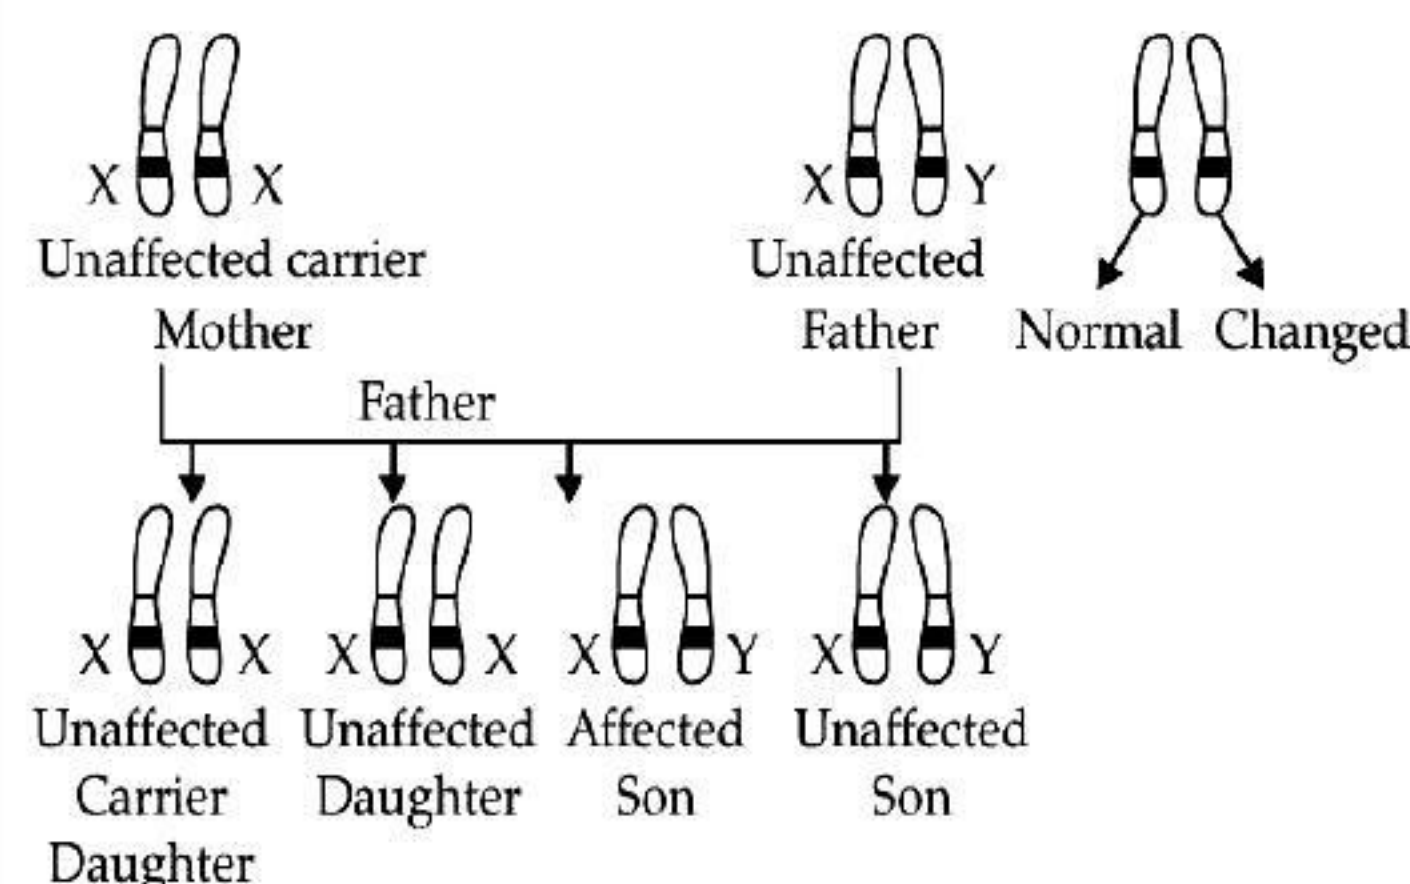 X X
Unaffected carrier
Mother
X Y
Unaffected
Father
Normal Changed
Father
X X
Unaffected
Carrier
Daughter
X X
Unaffected
Daughter
X Y
Affected
Son
X Y
Unaffected
Son